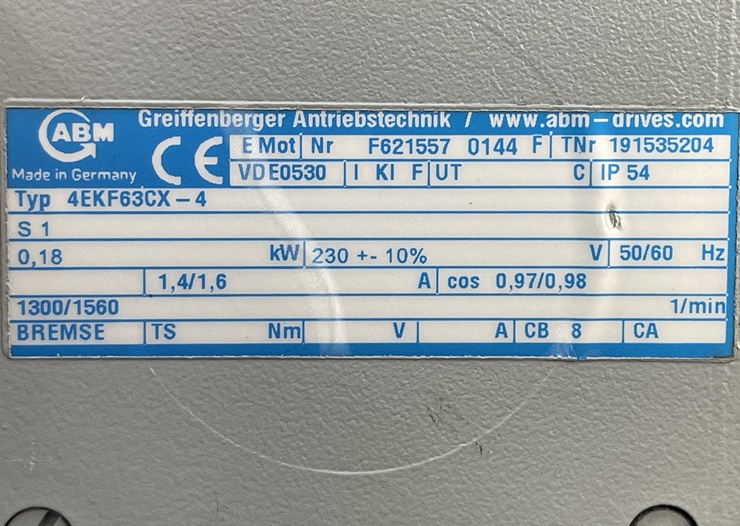 ABM Greiffenberger Antriebstechnik / www.abm-drives.com
Made in Germany CE E Mot Nr F621557 0144 F TNr 191535204
VDE0530 I Kl F UT C IP 54
Typ 4EKF63CX-4
S 1
0,18 kW 230 +- 10% V 50/60 Hz
1,4/1,6 A cos 0,97/0,98
1300/1560 1/min
BREMSE TS Nm V A CB 8 CA